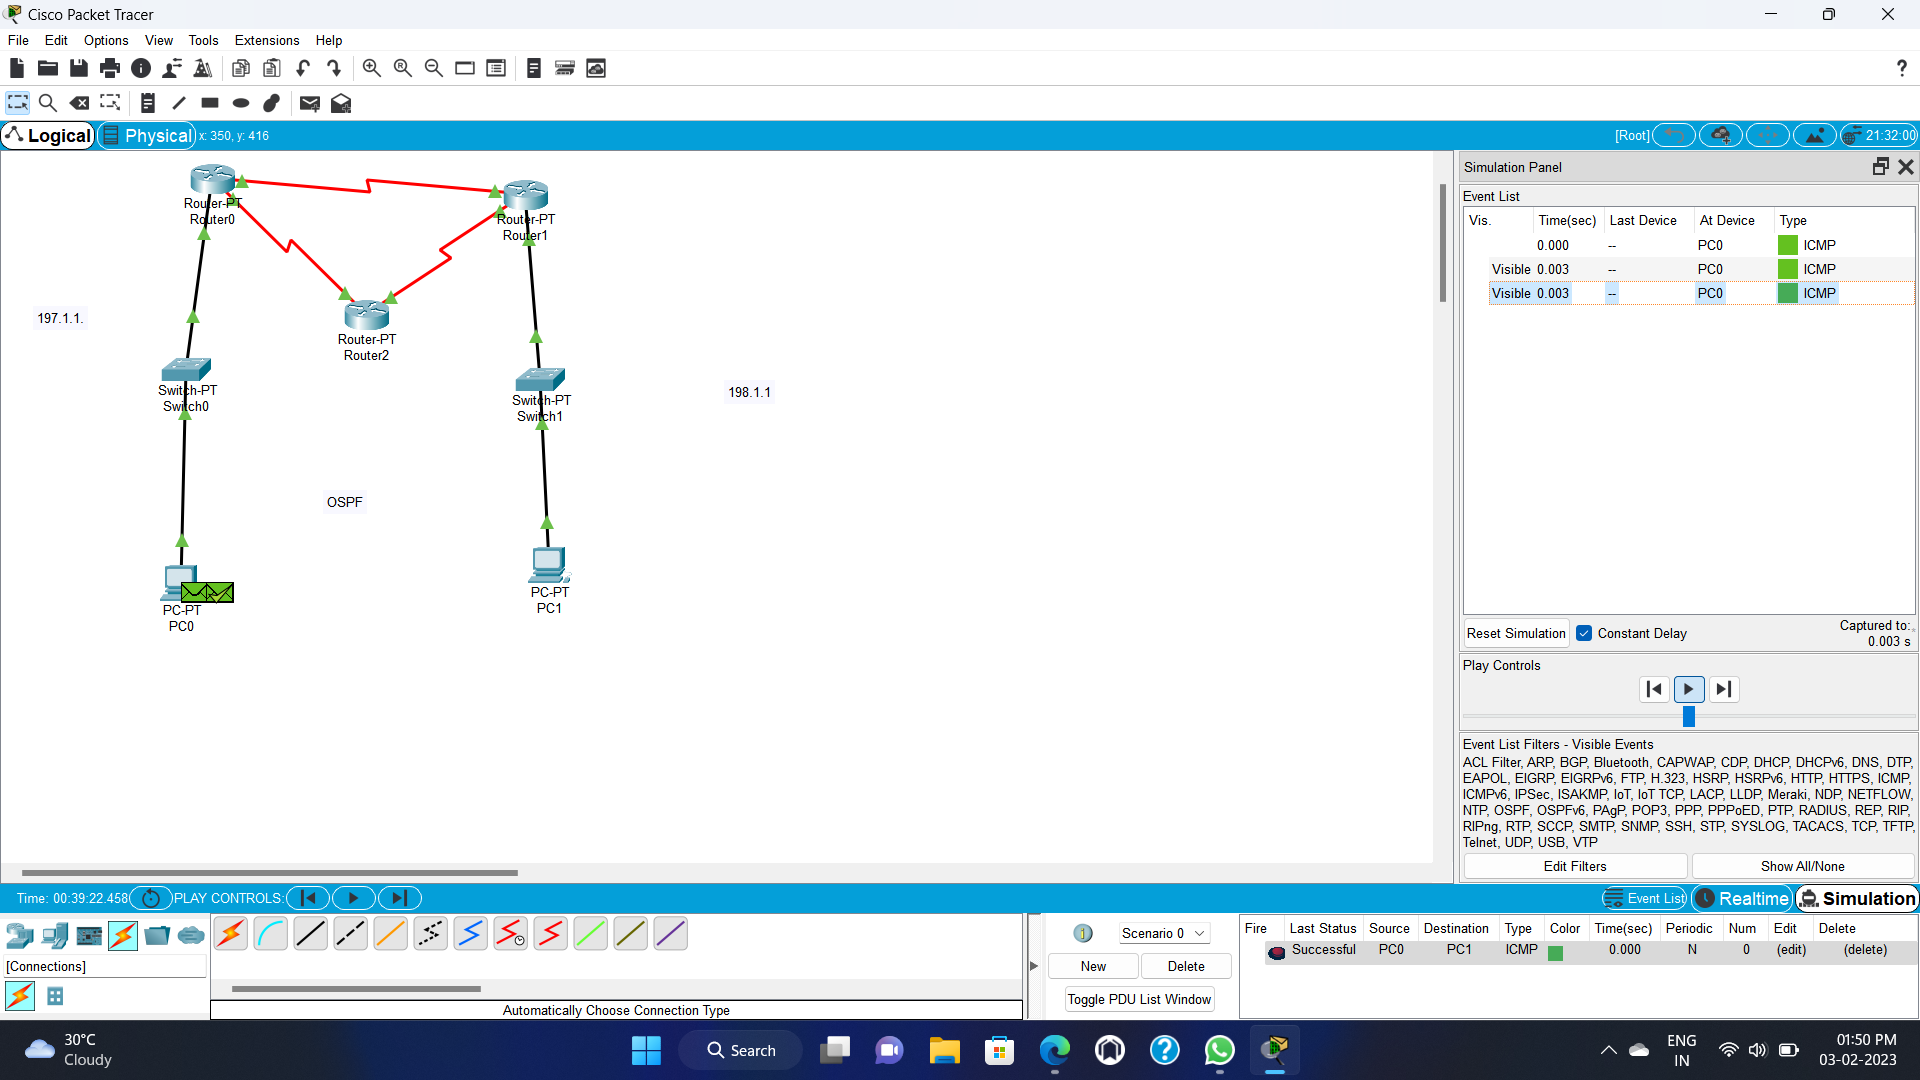 Cisco Packet Tracer
File Edit Options View Tools Extensions Help
?
Logical Physical x: 350, y: 416 [Root] 21:32:00
Router-PT
Router0
Router-PT
Router1
Router-PT
Router2
197.1.1.
Switch-PT
Switch0
Switch-PT
Switch1
198.1.1
OSPF
PC-PT
PC0
PC-PT
PC1
Simulation Panel
Event List
Vis. Time(sec) Last Device At Device Type
0.000 -- PC0 ICMP
Visible 0.003 -- PC0 ICMP
Visible 0.003 -- PC0 ICMP
Reset Simulation Constant Delay Captured to:
0.003 s
Play Controls
Event List Filters - Visible Events
ACL Filter, ARP, BGP, Bluetooth, CAPWAP, CDP, DHCP, DHCPv6, DNS, DTP,
EAPOL, EIGRP, EIGRPv6, FTP, H.323, HSRP, HSRPv6, HTTP, HTTPS, ICMP,
ICMPv6, IPSec, ISAKMP, IoT, IoT TCP, LACP, LLDP, Meraki, NDP, NETFLOW,
NTP, OSPF, OSPFv6, PAgP, POP3, PPP, PPPoED, PTP, RADIUS, REP, RIP,
RIPng, RTP, SCCP, SMTP, SNMP, SSH, STP, SYSLOG, TACACS, TCP, TFTP,
Telnet, UDP, USB, VTP
Edit Filters Show All/None
Time: 00:39:22.458 PLAY CONTROLS: Event List Realtime Simulation
[Connections]
Automatically Choose Connection Type
Scenario 0
New Delete
Toggle PDU List Window
Fire Last Status Source Destination Type Color Time(sec) Periodic Num Edit Delete
Successful PC0 PC1 ICMP 0.000 N 0 (edit) (delete)
30°C
Cloudy
Search
ENG
IN
01:50 PM
03-02-2023